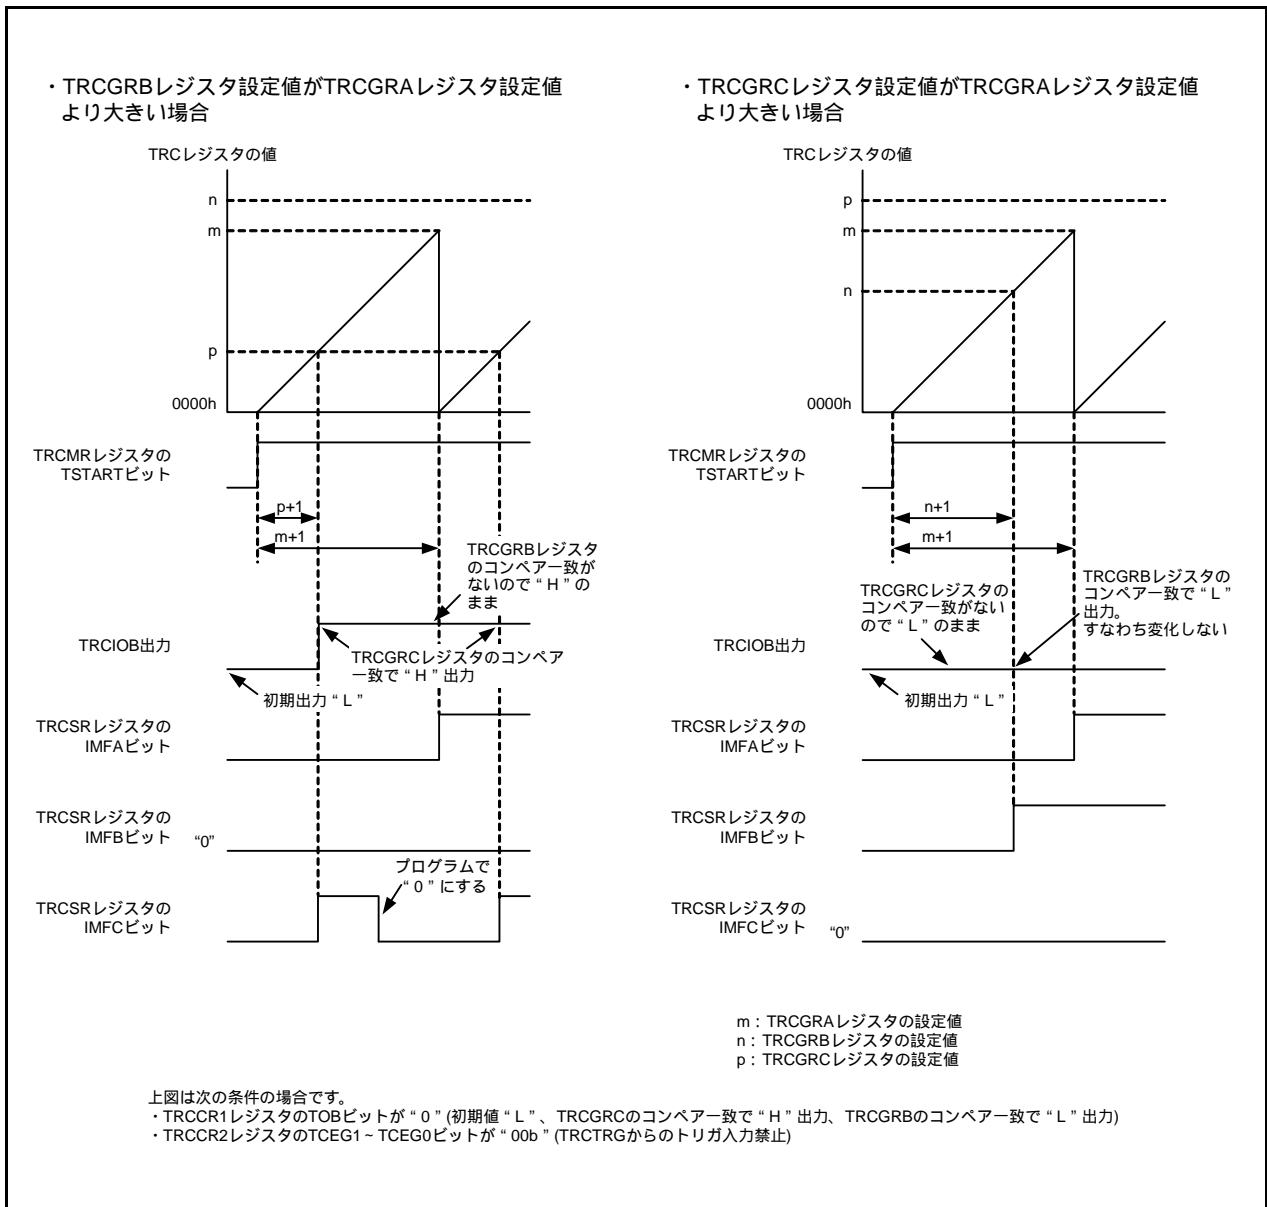 ・TRCGRBレジスタ設定値がTRCGRAレジスタ設定値
より大きい場合
TRCレジスタの値
n
m
p
0000h
TRCMRレジスタの
TSTARTビット
p+1
m+1
TRCGRBレジスタ
のコンペア一致が
ないので“H”の
まま
TRCIOB出力
TRCGRCレジスタのコンペア
一致で“H”出力
初期出力“L”
TRCSRレジスタの
IMFAビット
TRCSRレジスタの
IMFBビット
“0”
プログラムで
“0”にする
TRCSRレジスタの
IMFCビット
・TRCGRCレジスタ設定値がTRCGRAレジスタ設定値
より大きい場合
TRCレジスタの値
p
m
n
0000h
TRCMRレジスタの
TSTARTビット
n+1
m+1
TRCGRCレジスタの
コンペア一致がない
ので“L”のまま
TRCGRBレジスタの
コンペア一致で“L”
出力。
すなわち変化しない
TRCIOB出力
初期出力“L”
TRCSRレジスタの
IMFAビット
TRCSRレジスタの
IMFBビット
TRCSRレジスタの
IMFCビット
“0”
m：TRCGRAレジスタの設定値
n：TRCGRBレジスタの設定値
p：TRCGRCレジスタの設定値
上図は次の条件の場合です。
・TRCCR1レジスタのTOBビットが“0”(初期値“L”、TRCGRCのコンペア一致で“H”出力、TRCGRBのコンペア一致で“L”出力)
・TRCCR2レジスタのTCEG1~TCEG0ビットが“00b”(TRCTRGからのトリガ入力禁止)